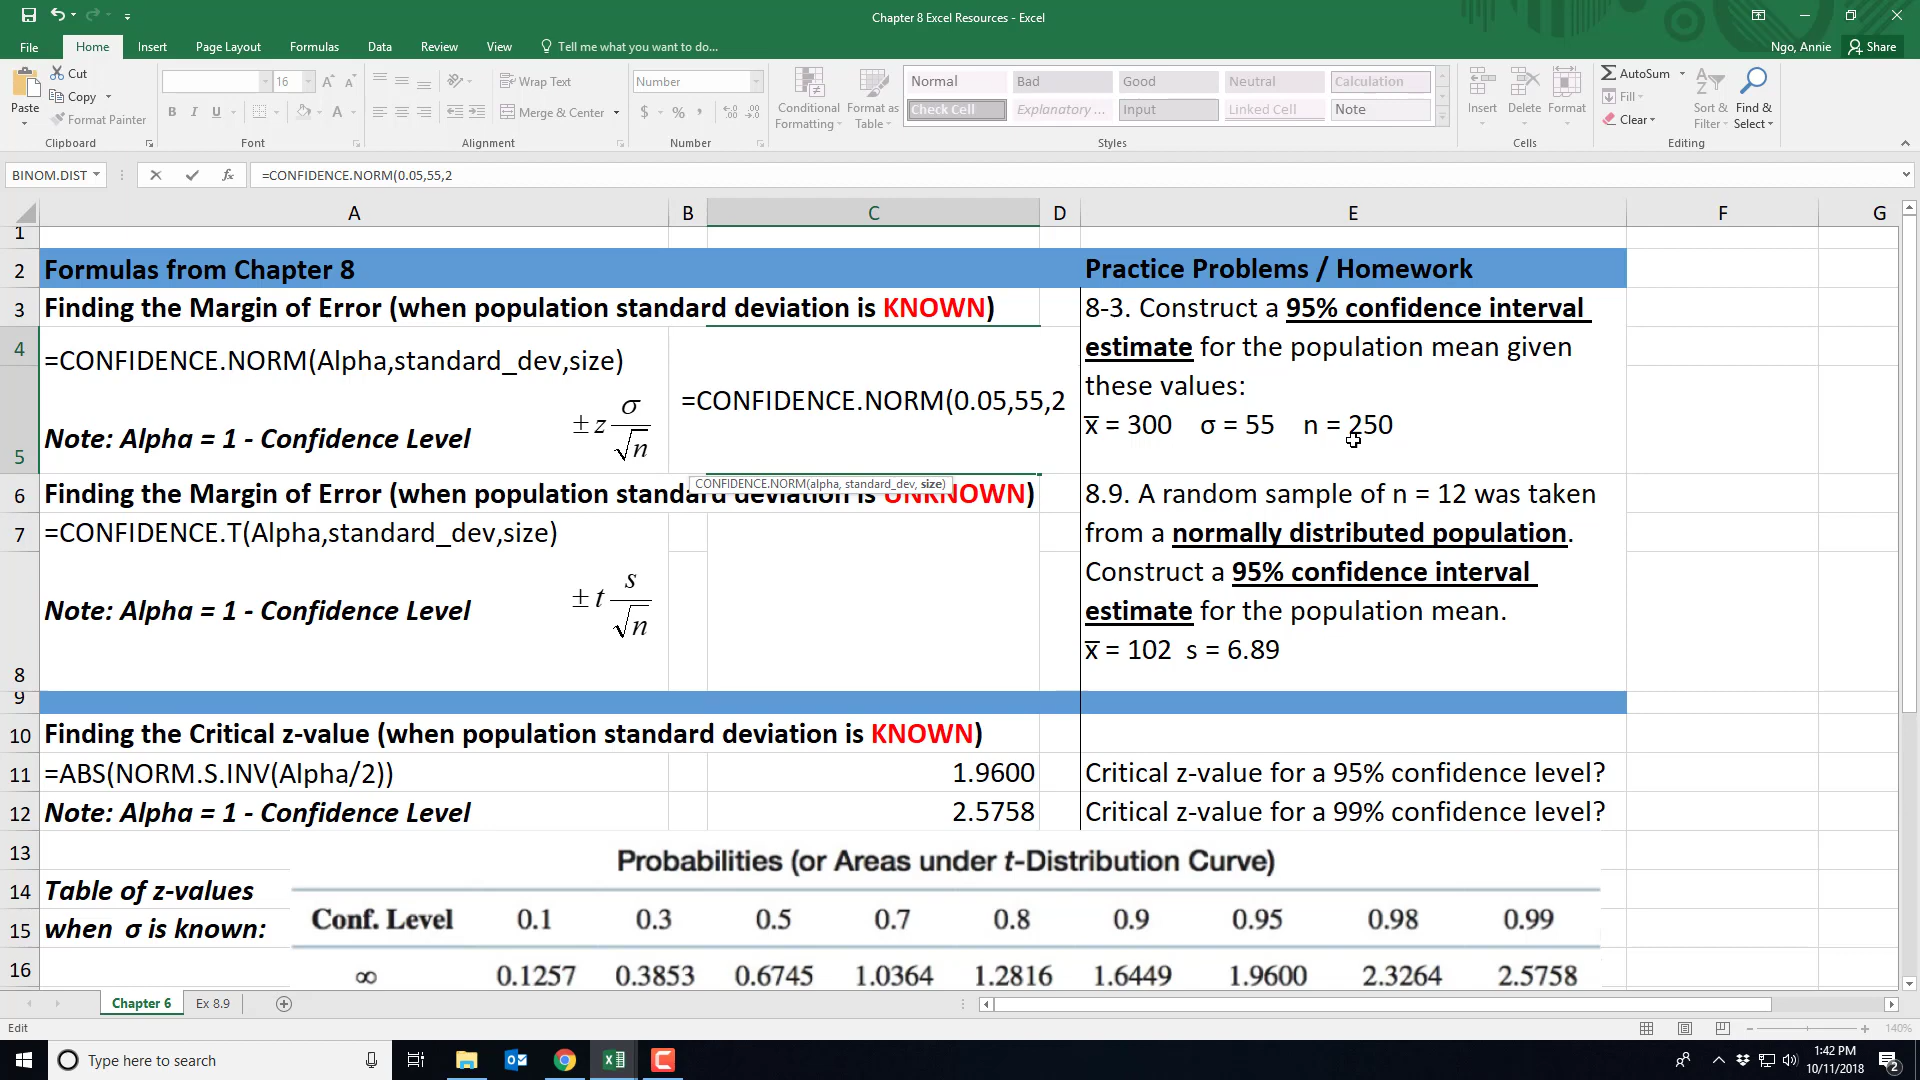 Chapter 8 Excel Resources - Excel
File Home Insert Page Layout Formulas Data Review View Tell me what you want to do...
Ngo, Annie Share
Paste
Cut
Copy
Format Painter
Clipboard
16
B I U
Font
Wrap Text
Merge & Center
Alignment
Number
$ % ,
Number
Conditional Formatting
Format as Table
Normal Bad Good Neutral Calculation
Check Cell Explanatory ... Input Linked Cell Note
Styles
Insert Delete Format
Cells
AutoSum
Fill
Clear
Sort & Filter
Find & Select
Editing
BINOM.DIST =CONFIDENCE.NORM(0.05,55,2
A B C D E F G
1
2 Formulas from Chapter 8 Practice Problems / Homework
3 Finding the Margin of Error (when population standard deviation is KNOWN) 8-3. Construct a 95% confidence interval
4 estimate for the population mean given
=CONFIDENCE.NORM(Alpha,standard_dev,size) these values:
=CONFIDENCE.NORM(0.05,55,2
± z σ / √n
x̅ = 300 σ = 55 n = 250
Note: Alpha = 1 - Confidence Level
5
CONFIDENCE.NORM(alpha, standard_dev, size)
6 Finding the Margin of Error (when population standard deviation is UNKNOWN) 8.9. A random sample of n = 12 was taken
7 =CONFIDENCE.T(Alpha,standard_dev,size) from a normally distributed population.
Construct a 95% confidence interval
± t s / √n
Note: Alpha = 1 - Confidence Level estimate for the population mean.
x̅ = 102 s = 6.89
8
9
10 Finding the Critical z-value (when population standard deviation is KNOWN)
11 =ABS(NORM.S.INV(Alpha/2)) 1.9600 Critical z-value for a 95% confidence level?
12 Note: Alpha = 1 - Confidence Level 2.5758 Critical z-value for a 99% confidence level?
13 Probabilities (or Areas under t-Distribution Curve)
14 Table of z-values
Conf. Level 0.1 0.3 0.5 0.7 0.8 0.9 0.95 0.98 0.99
15 when σ is known:
16 ∞ 0.1257 0.3853 0.6745 1.0364 1.2816 1.6449 1.9600 2.3264 2.5758
Chapter 6 Ex 8.9
Edit 140%
Type here to search
1:42 PM
10/11/2018
2